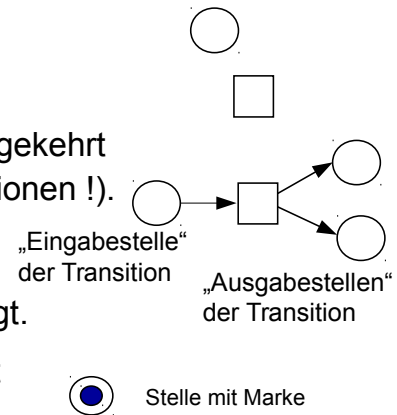 gekehrt
ionen !).
„Eingabestelle“
der Transition
„Ausgabestellen“
der Transition
gt.
Stelle mit Marke